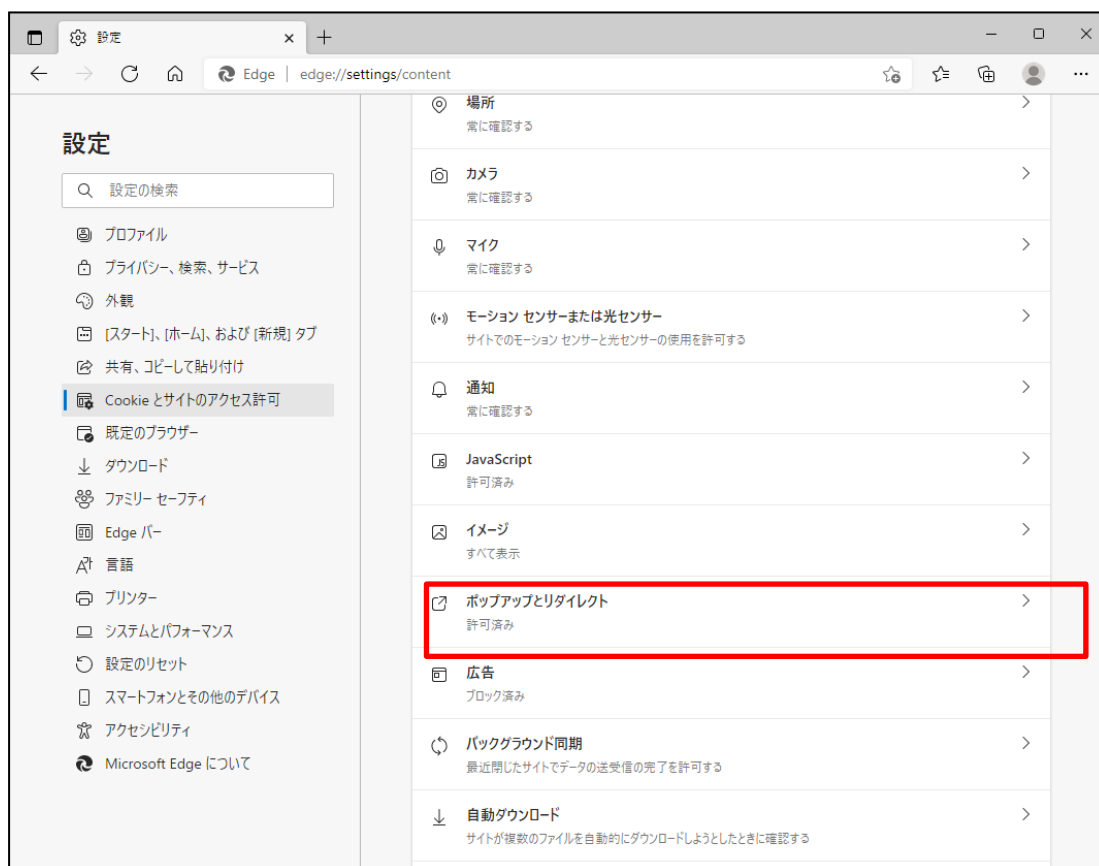 設定
Edge | edge://settings/content
設定
設定の検索
プロファイル
プライバシー、検索、サービス
外観
[スタート]、[ホーム]、および [新規] タブ
共有、コピーして貼り付け
Cookie とサイトのアクセス許可
既定のブラウザー
ダウンロード
ファミリー セーフティ
Edge バー
言語
プリンター
システムとパフォーマンス
設定のリセット
スマートフォンとその他のデバイス
アクセシビリティ
Microsoft Edge について
場所
常に確認する
カメラ
常に確認する
マイク
常に確認する
モーション センサーまたは光センサー
サイトでのモーション センサーと光センサーの使用を許可する
通知
常に確認する
JavaScript
許可済み
イメージ
すべて表示
ポップアップとリダイレクト
許可済み
広告
ブロック済み
バックグラウンド同期
最近閉じたサイトでデータの送受信の完了を許可する
自動ダウンロード
サイトが複数のファイルを自動的にダウンロードしようとしたときに確認する